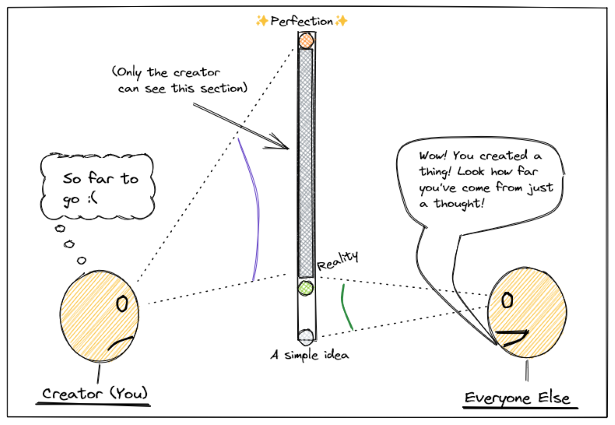 ✨Perfection✨
(Only the creator
can see this section)
So far to
go :(
Wow! You created a
thing! Look how far
you've come from just
a thought!
Reality
A simple idea
Creator (You)
Everyone Else